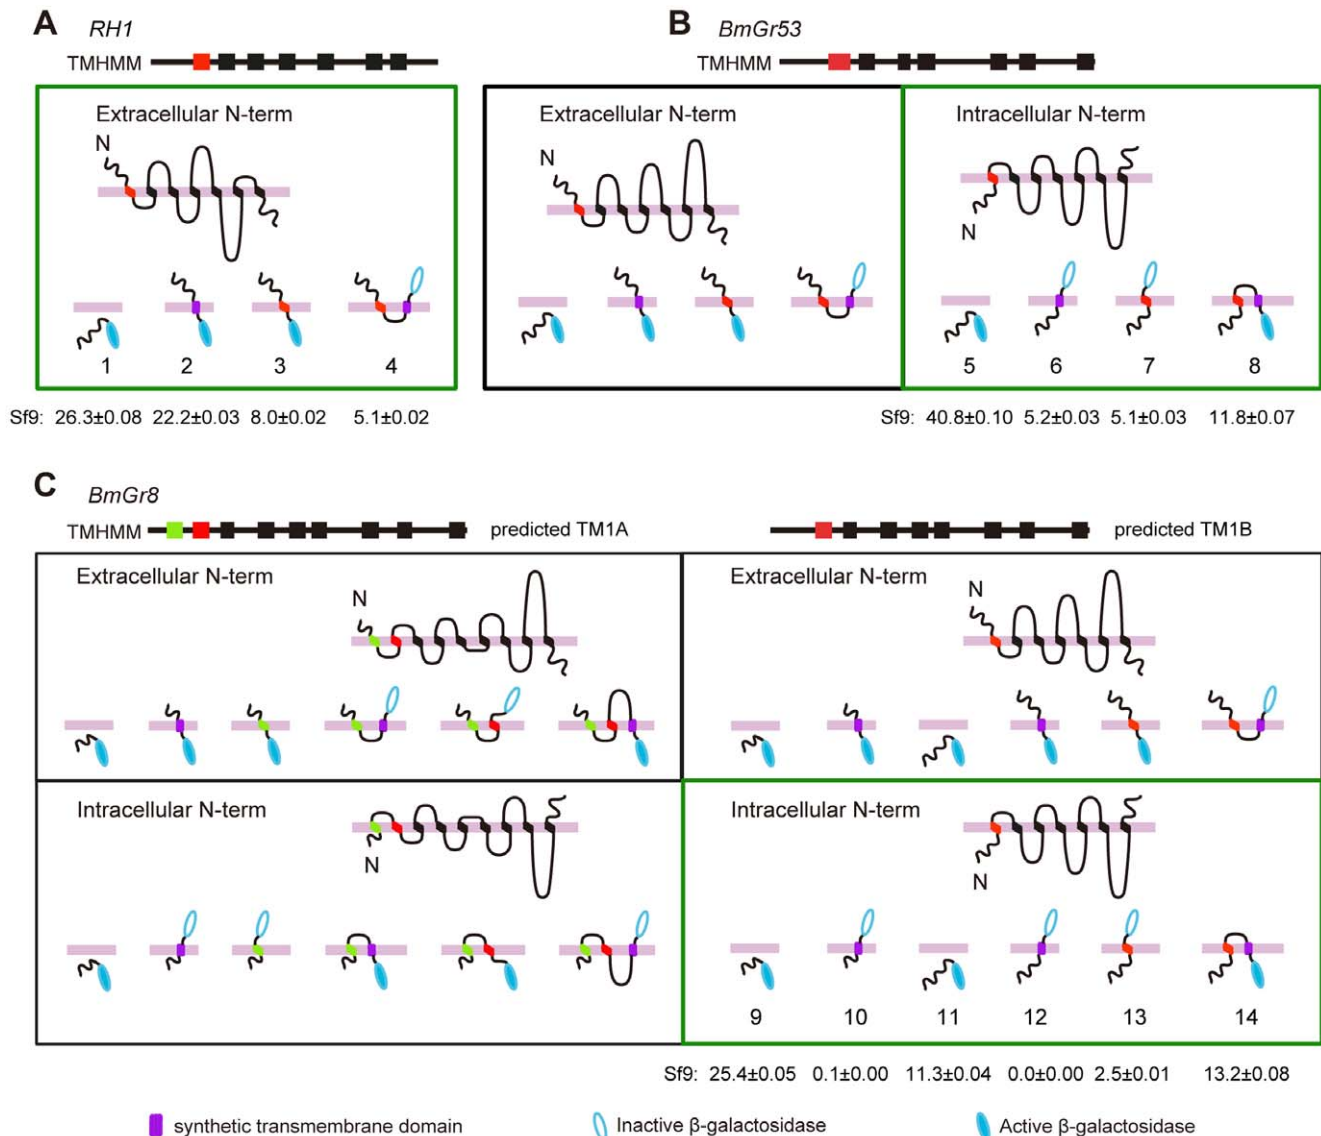 A RH1
TMHMM
Extracellular N-term
N
1 2 3 4
Sf9: 26.3±0.08 22.2±0.03 8.0±0.02 5.1±0.02
B BmGr53
TMHMM
Extracellular N-term
N
Intracellular N-term
N
5 6 7 8
Sf9: 40.8±0.10 5.2±0.03 5.1±0.03 11.8±0.07
C BmGr8
TMHMM predicted TM1A
predicted TM1B
Extracellular N-term
N
Extracellular N-term
N
Intracellular N-term
N
Intracellular N-term
N
9 10 11 12 13 14
Sf9: 25.4±0.05 0.1±0.00 11.3±0.04 0.0±0.00 2.5±0.01 13.2±0.08
synthetic transmembrane domain Inactive β-galactosidase Active β-galactosidase